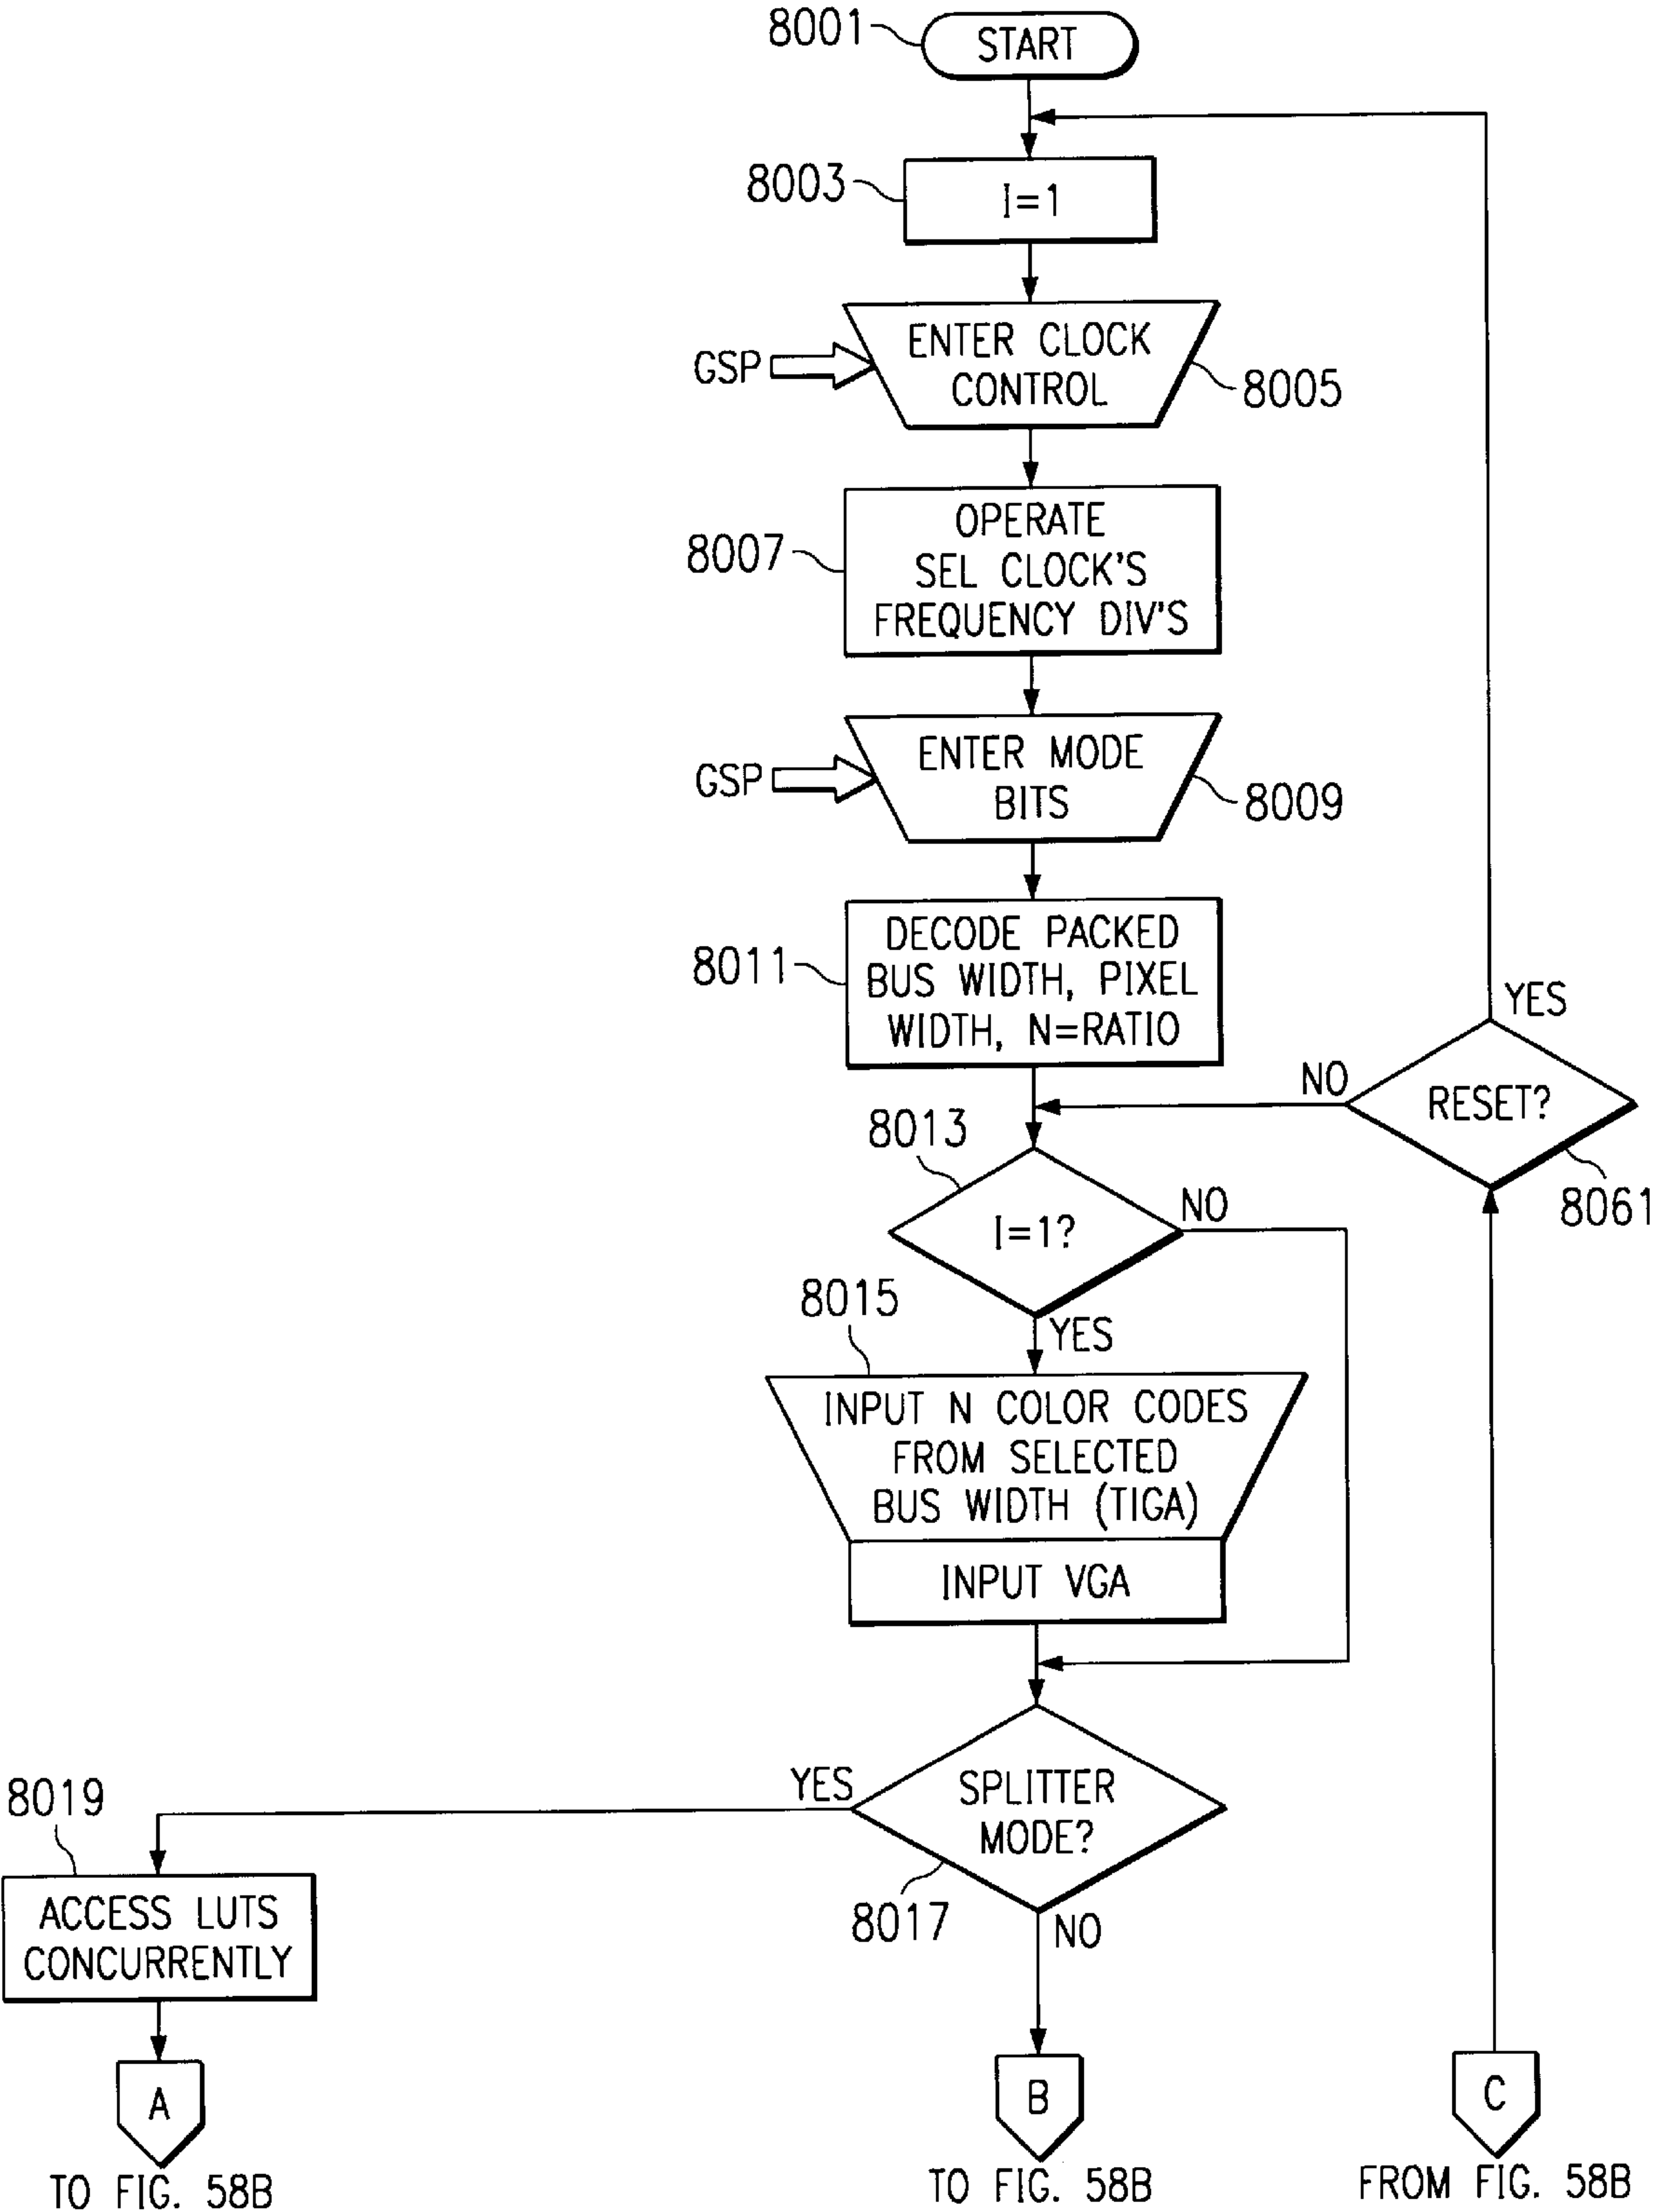 8001
START
8003
I=1
GSP
ENTER CLOCK
CONTROL
8005
8007
OPERATE
SEL CLOCK'S
FREQUENCY DIV'S
GSP
ENTER MODE
BITS
8009
8011
DECODE PACKED
BUS WIDTH, PIXEL
WIDTH, N=RATIO
YES
NO
RESET?
8061
8013
I=1?
NO
YES
8015
INPUT N COLOR CODES
FROM SELECTED
BUS WIDTH (TIGA)
INPUT VGA
YES
SPLITTER
MODE?
8017
NO
8019
ACCESS LUTS
CONCURRENTLY
A
TO FIG. 58B
B
TO FIG. 58B
C
FROM FIG. 58B